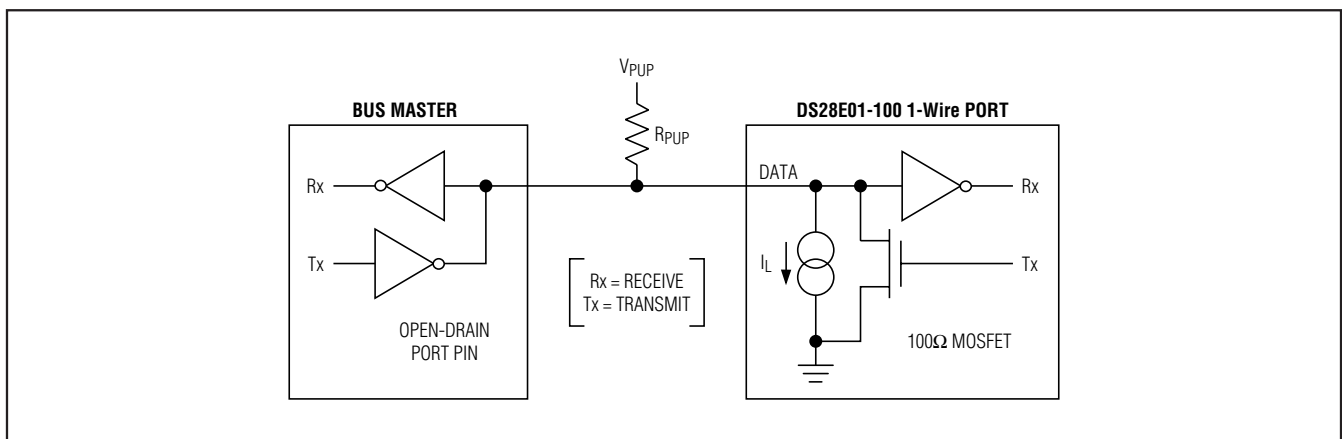 VPUP
BUS MASTER
DS28E01-100 1-Wire PORT
RPUP
Rx
DATA
Rx
Tx
IL
Tx
Rx = RECEIVE
Tx = TRANSMIT
OPEN-DRAIN
PORT PIN
100Ω MOSFET